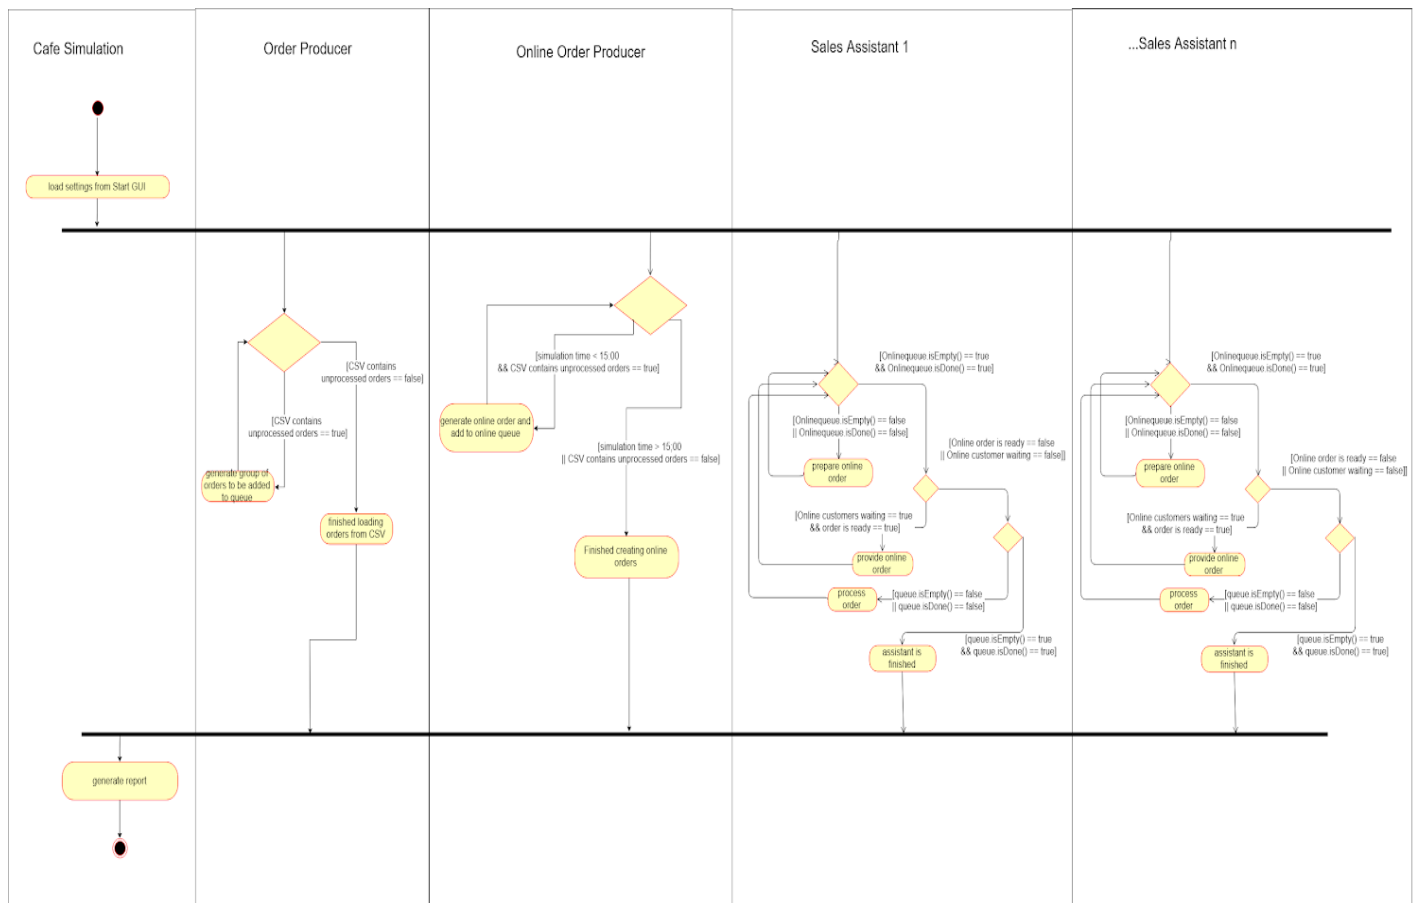 Cafe Simulation
Order Producer
Online Order Producer
Sales Assistant 1
...Sales Assistant n
load settings from Start GUI
[CSV contains
unprocessed orders == false]
[CSV contains
unprocessed orders == true]
generate group of
orders to be added
to queue
finished loading
orders from CSV
[simulation time < 15:00
&& CSV contains unprocessed orders == true]
generate online order and
add to online queue
[simulation time > 15;00
|| CSV contains unprocessed orders == false]
Finished creating online
orders
[Onlinequeue.isEmpty() == true
&& Onlinequeue.isDone() == true]
[Onlinequeue.isEmpty() == false
|| Onlinequeue.isDone() == false]
prepare online
order
[Online order is ready == false
|| Online customer waiting == false]]
[Online customers waiting == true
&& order is ready == true]
provide online
order
process
order
[queue.isEmpty() == false
|| queue.isDone() == false]
[queue.isEmpty() == true
&& queue.isDone() == true]
assistant is
finished
[Onlinequeue.isEmpty() == true
&& Onlinequeue.isDone() == true]
[Onlinequeue.isEmpty() == false
|| Onlinequeue.isDone() == false]
prepare online
order
[Online order is ready == false
|| Online customer waiting == false]]
[Online customers waiting == true
&& order is ready == true]
provide online
order
process
order
[queue.isEmpty() == false
|| queue.isDone() == false]
[queue.isEmpty() == true
&& queue.isDone() == true]
assistant is
finished
generate report